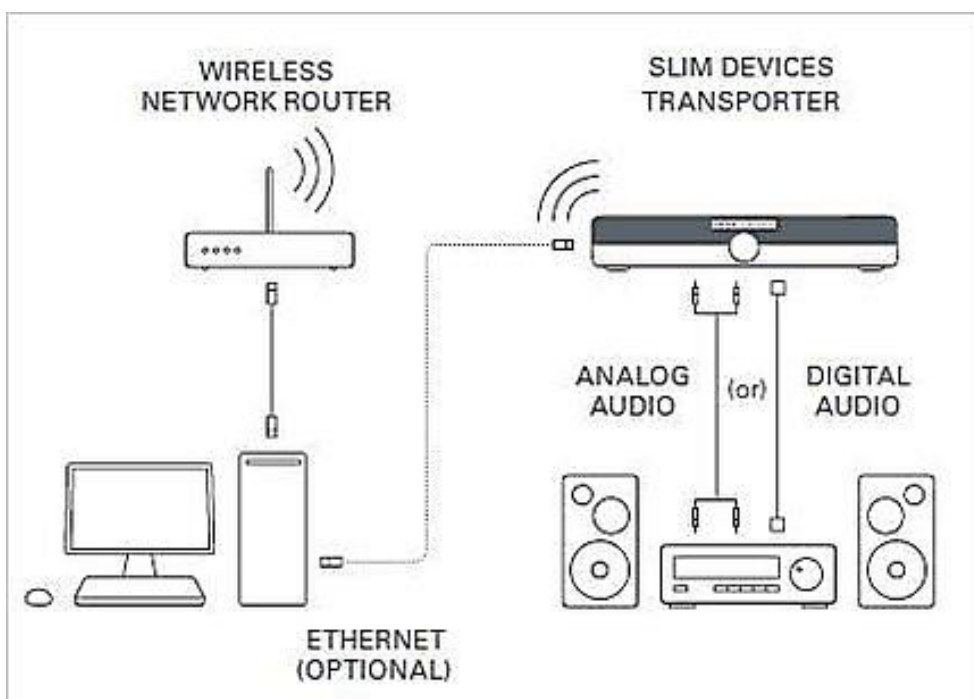 WIRELESS
NETWORK ROUTER
SLIM DEVICES
TRANSPORTER
ANALOG
AUDIO
(or)
DIGITAL
AUDIO
ETHERNET
(OPTIONAL)